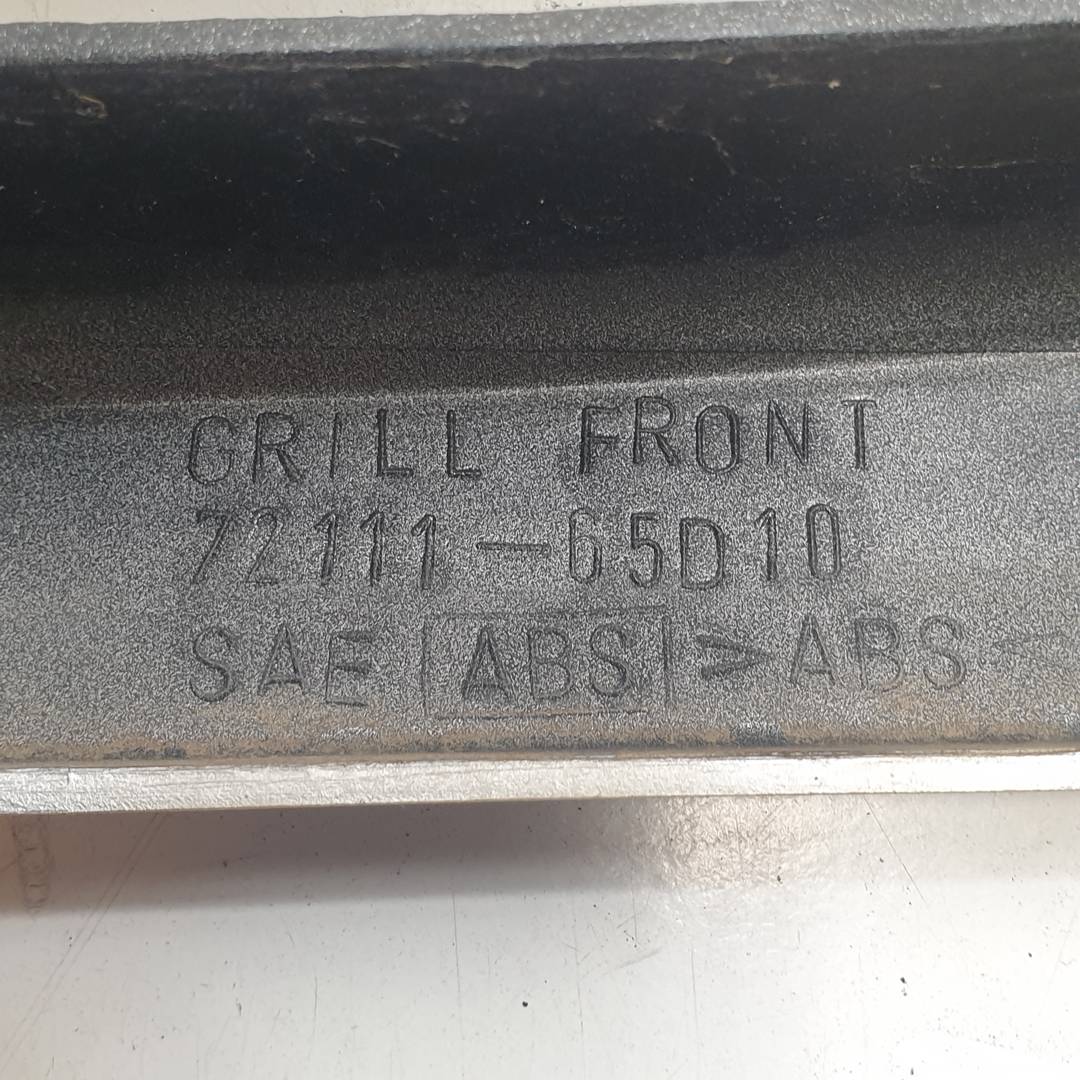 GRILL FRONT
72111-65D10
SAE ABS >ABS<